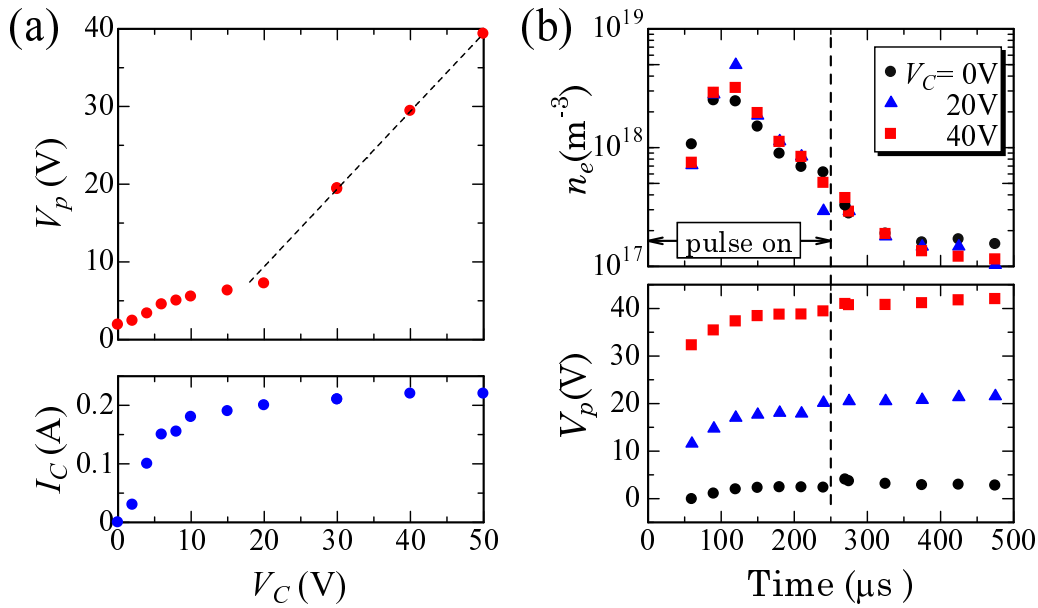 (a)
40
30
20
10
0
V_p (V)
0.2
0.1
0
I_C (A)
0 10 20 30 40 50
V_C (V)
(b)
10^19
10^18
10^17
n_e(m^-3)
V_C= 0V
20V
40V
pulse on
40
30
20
10
0
V_p(V)
0 100 200 300 400 500
Time (μs )